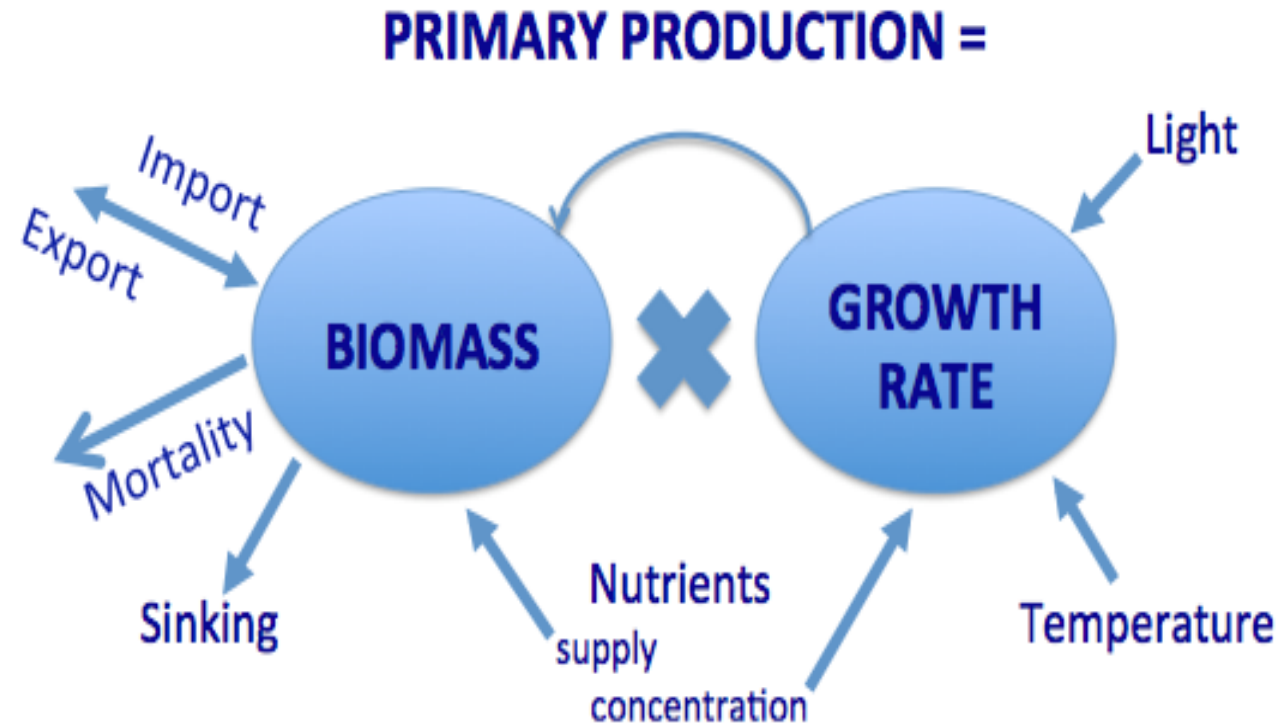 PRIMARY PRODUCTION =
Light
Import
Export
BIOMASS
GROWTH
RATE
Mortality
Sinking
Nutrients
supply
concentration
Temperature